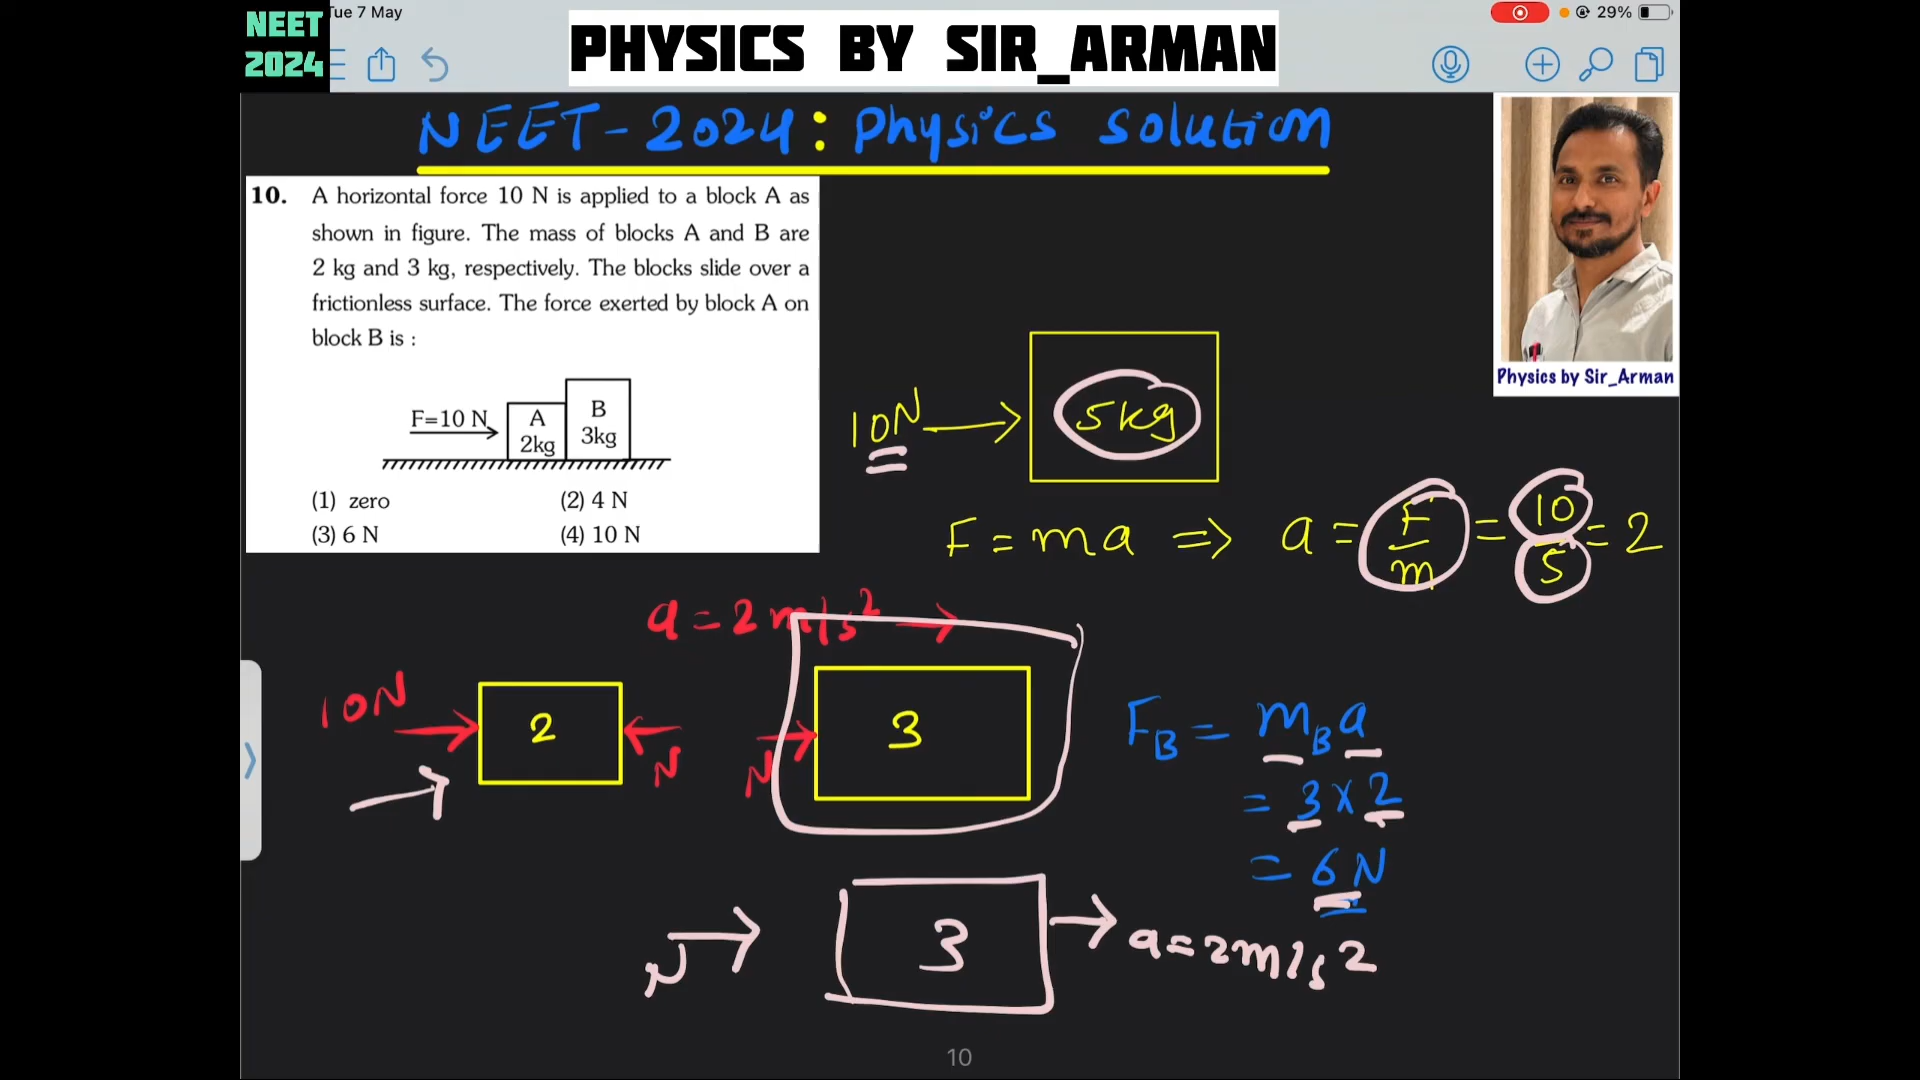 NEET
2024
Tue 7 May
PHYSICS BY SIR_ARMAN
29%
NEET-2024: Physics solution
10. A horizontal force 10 N is applied to a block A as
shown in figure. The mass of blocks A and B are
2 kg and 3 kg, respectively. The blocks slide over a
frictionless surface. The force exerted by block A on
block B is :
F=10 N
A
2kg
B
3kg
(1) zero
(2) 4 N
(3) 6 N
(4) 10 N
Physics by Sir_Arman
10N
5kg
F = ma => a = F/m = 10/5 = 2
a = 2 m/s²
10N
2
N
N
3
F_B = m_B a
= 3 x 2
= 6N
N
3
a = 2m/s2
10